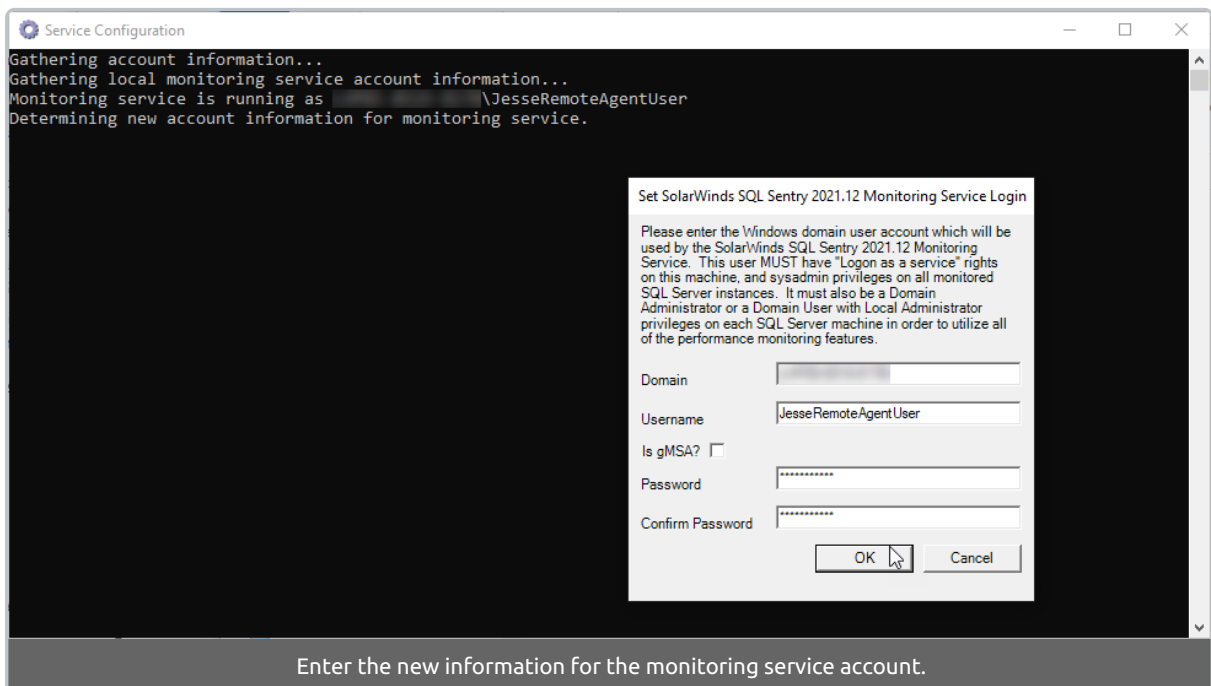 Service Configuration
Gathering account information...
Gathering local monitoring service account information...
Monitoring service is running as \JesseRemoteAgentUser
Determining new account information for monitoring service.
Set SolarWinds SQL Sentry 2021.12 Monitoring Service Login
Please enter the Windows domain user account which will be
used by the SolarWinds SQL Sentry 2021.12 Monitoring
Service. This user MUST have "Logon as a service" rights
on this machine, and sysadmin privileges on all monitored
SQL Server instances. It must also be a Domain
Administrator or a Domain User with Local Administrator
privileges on each SQL Server machine in order to utilize all
of the performance monitoring features.
Domain
Username JesseRemoteAgentUser
Is gMSA?
Password ***********
Confirm Password ***********
OK Cancel
Enter the new information for the monitoring service account.